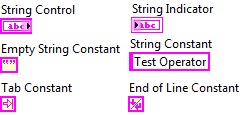 String Control
String Indicator
abc
abc
Empty String Constant
String Constant
""
Test Operator
Tab Constant
End of Line Constant